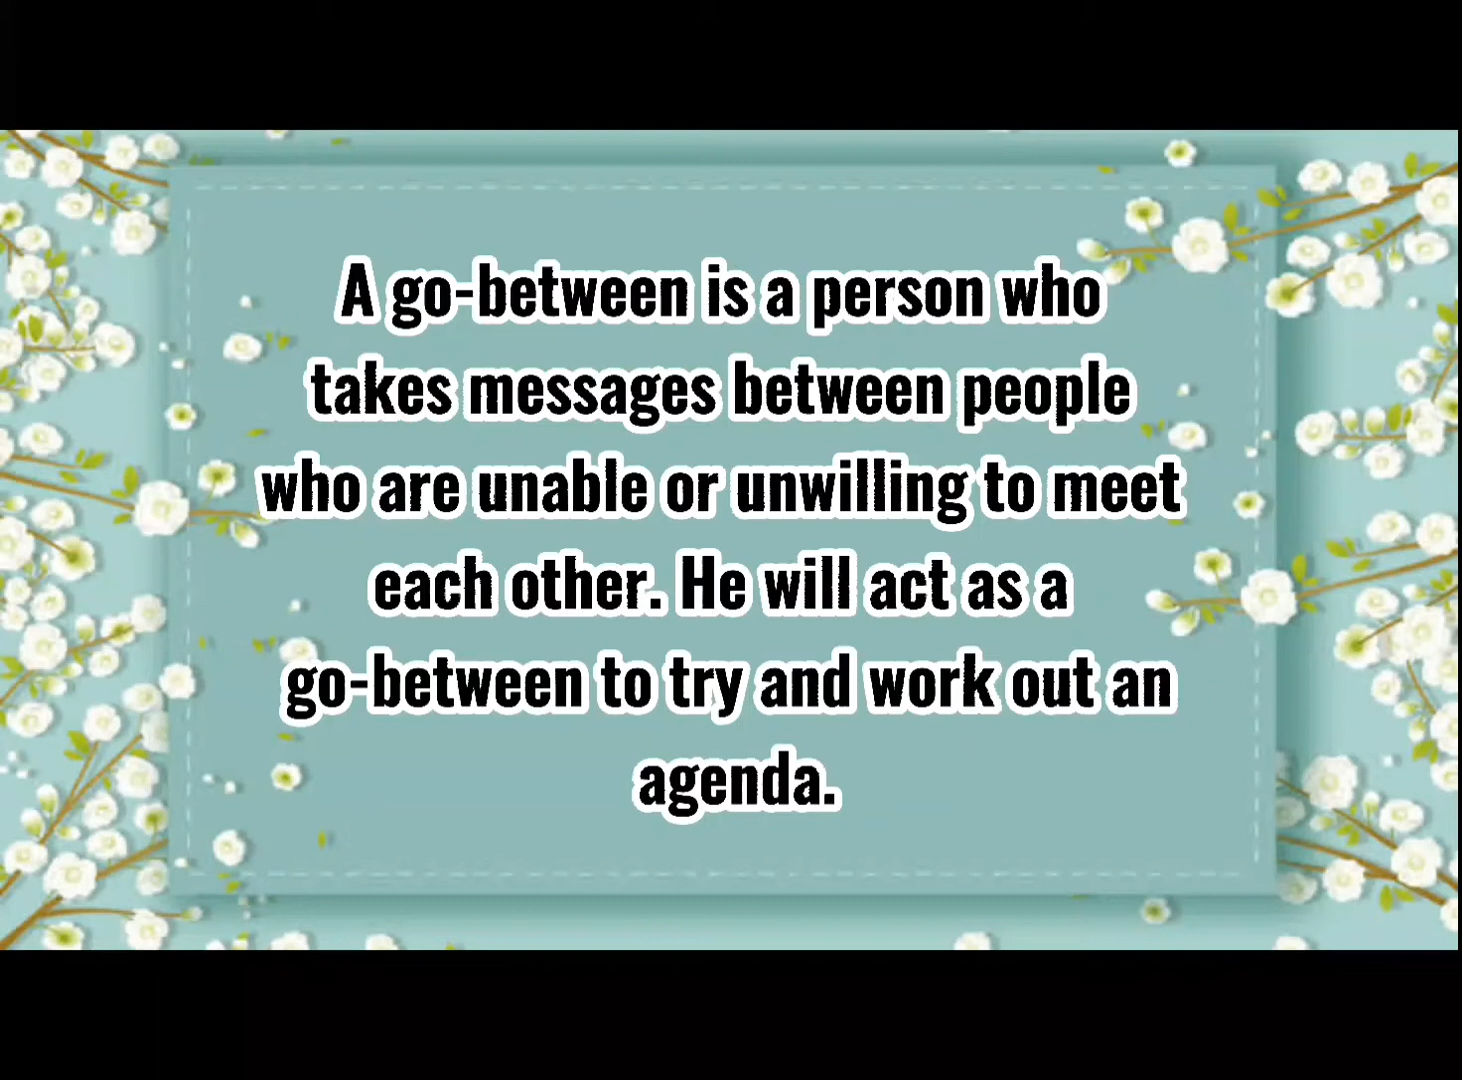 A go-between is a person who
takes messages between people
who are unable or unwilling to meet
each other. He will act as a
go-between to try and work out an
agenda.